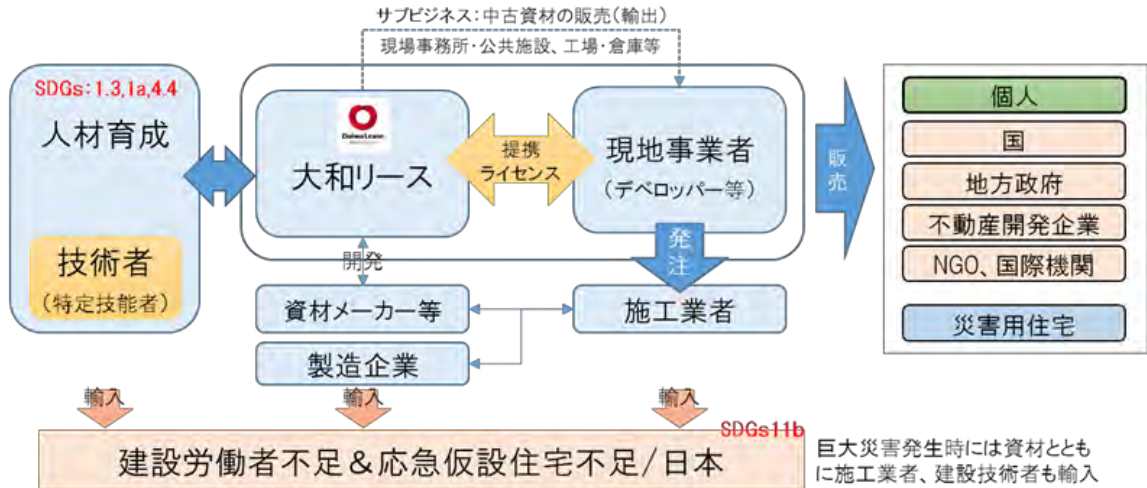 サブビジネス:中古資材の販売(輸出)
現場事務所・公共施設、工場・倉庫等
SDGs:1.3,1a,4.4
人材育成
技術者
(特定技能者)
大和リース
提携
ライセンス
現地事業者
(デベロッパー等)
販売
個人
国
地方政府
不動産開発企業
NGO、国際機関
災害用住宅
開発
発注
資材メーカー等
施工業者
製造企業
輸入
輸入
輸入
SDGs11b
建設労働者不足&応急仮設住宅不足/日本
巨大災害発生時には資材ととも
に施工業者、建設技術者も輸入